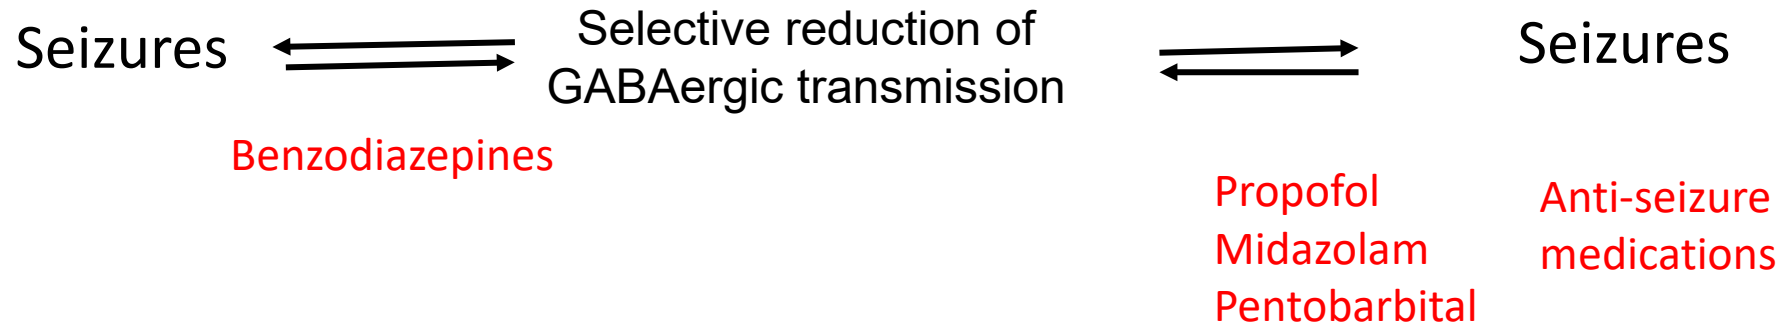 Seizures
Selective reduction of
GABAergic transmission
Seizures
Benzodiazepines
Propofol
Midazolam
Pentobarbital
Anti-seizure
medications